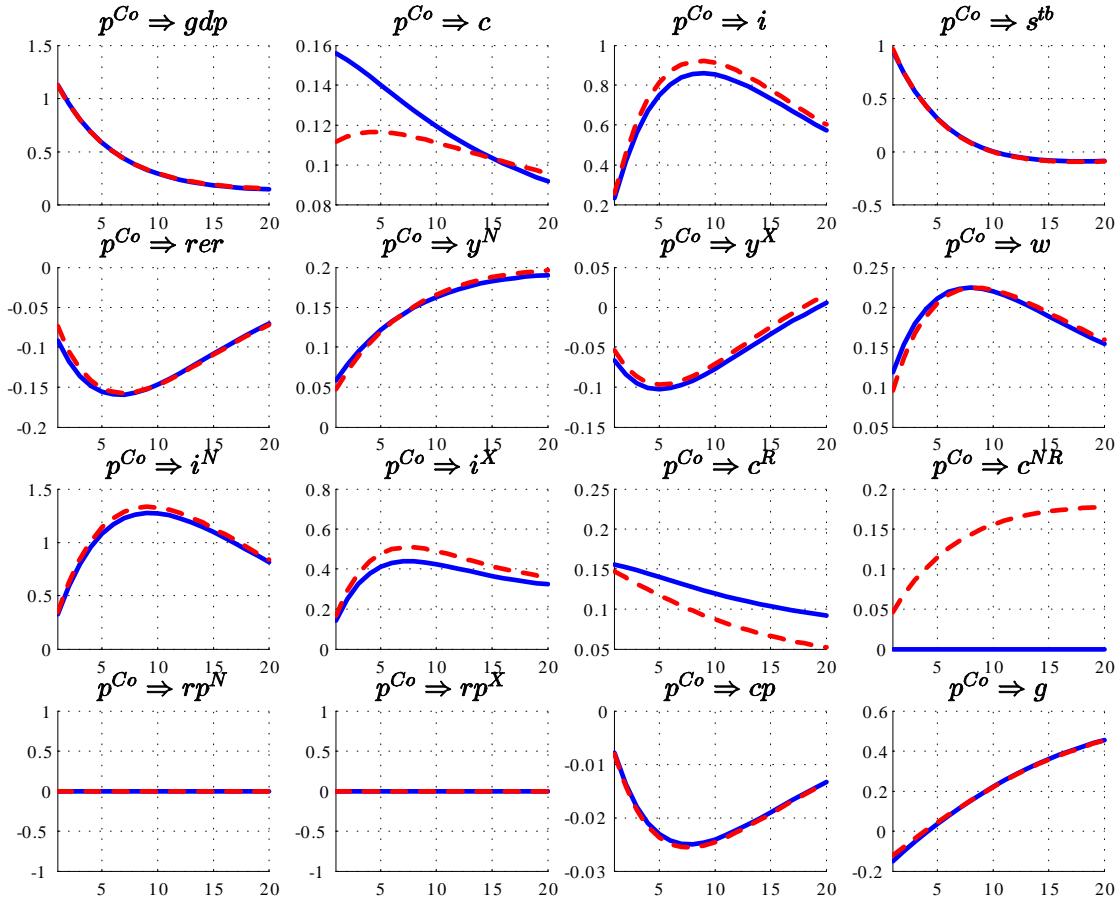 p^{Co} ⇒ gdp
p^{Co} ⇒ c
p^{Co} ⇒ i
p^{Co} ⇒ s^{tb}
1.5
1
0.5
0
5 10 15 20
0.16
0.14
0.12
0.1
0.08
5 10 15 20
1
0.8
0.6
0.4
0.2
5 10 15 20
1
0.5
0
-0.5
5 10 15 20
p^{Co} ⇒ rer
p^{Co} ⇒ y^{N}
p^{Co} ⇒ y^{X}
p^{Co} ⇒ w
0
-0.05
-0.1
-0.15
-0.2
5 10 15 20
0.2
0.15
0.1
0.05
0
5 10 15 20
0.05
0
-0.05
-0.1
-0.15
5 10 15 20
0.25
0.2
0.15
0.1
0.05
5 10 15 20
p^{Co} ⇒ i^{N}
p^{Co} ⇒ i^{X}
p^{Co} ⇒ c^{R}
p^{Co} ⇒ c^{NR}
1.5
1
0.5
0
5 10 15 20
0.8
0.6
0.4
0.2
0
5 10 15 20
0.25
0.2
0.15
0.1
0.05
5 10 15 20
0.2
0.15
0.1
0.05
0
5 10 15 20
p^{Co} ⇒ rp^{N}
p^{Co} ⇒ rp^{X}
p^{Co} ⇒ cp
p^{Co} ⇒ g
1
0.5
0
-0.5
-1
5 10 15 20
1
0.5
0
-0.5
-1
5 10 15 20
0
-0.01
-0.02
-0.03
5 10 15 20
0.6
0.4
0.2
0
-0.2
5 10 15 20